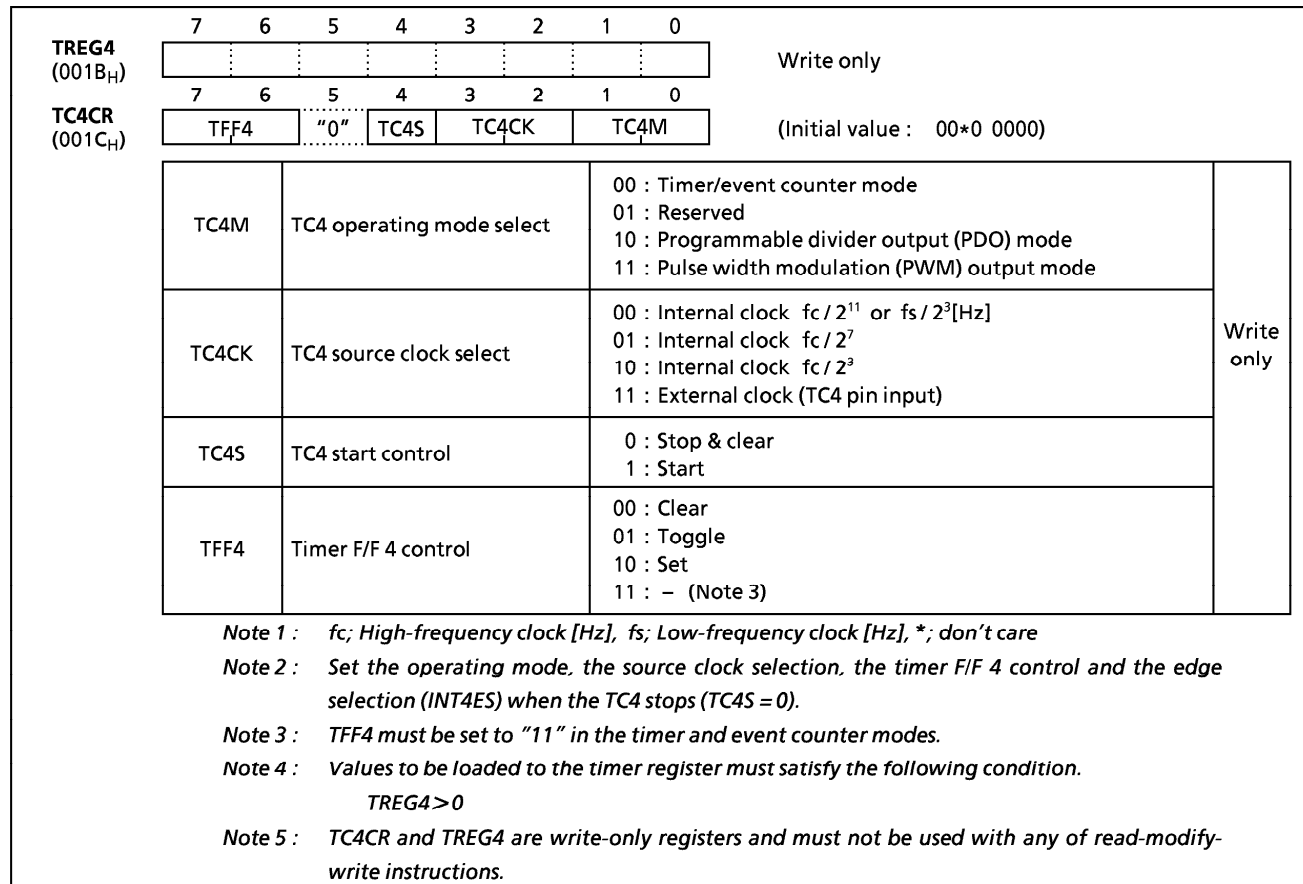 7 6 5 4 3 2 1 0
TREG4
(001BH) Write only
7 6 5 4 3 2 1 0
TC4CR
(001CH) TFF4 "0" TC4S TC4CK TC4M (Initial value : 00*0 0000)
TC4M TC4 operating mode select
00 : Timer/event counter mode
01 : Reserved
10 : Programmable divider output (PDO) mode
11 : Pulse width modulation (PWM) output mode
TC4CK TC4 source clock select
00 : Internal clock fc / 2¹¹ or fs / 2³[Hz]
01 : Internal clock fc / 2⁷
10 : Internal clock fc / 2³
11 : External clock (TC4 pin input)
TC4S TC4 start control
0 : Stop & clear
1 : Start
TFF4 Timer F/F 4 control
00 : Clear
01 : Toggle
10 : Set
11 : – (Note 3)
Write
only
Note 1 : fc; High-frequency clock [Hz], fs; Low-frequency clock [Hz], *; don't care
Note 2 : Set the operating mode, the source clock selection, the timer F/F 4 control and the edge
selection (INT4ES) when the TC4 stops (TC4S = 0).
Note 3 : TFF4 must be set to "11" in the timer and event counter modes.
Note 4 : Values to be loaded to the timer register must satisfy the following condition.
TREG4>0
Note 5 : TC4CR and TREG4 are write-only registers and must not be used with any of read-modify-
write instructions.